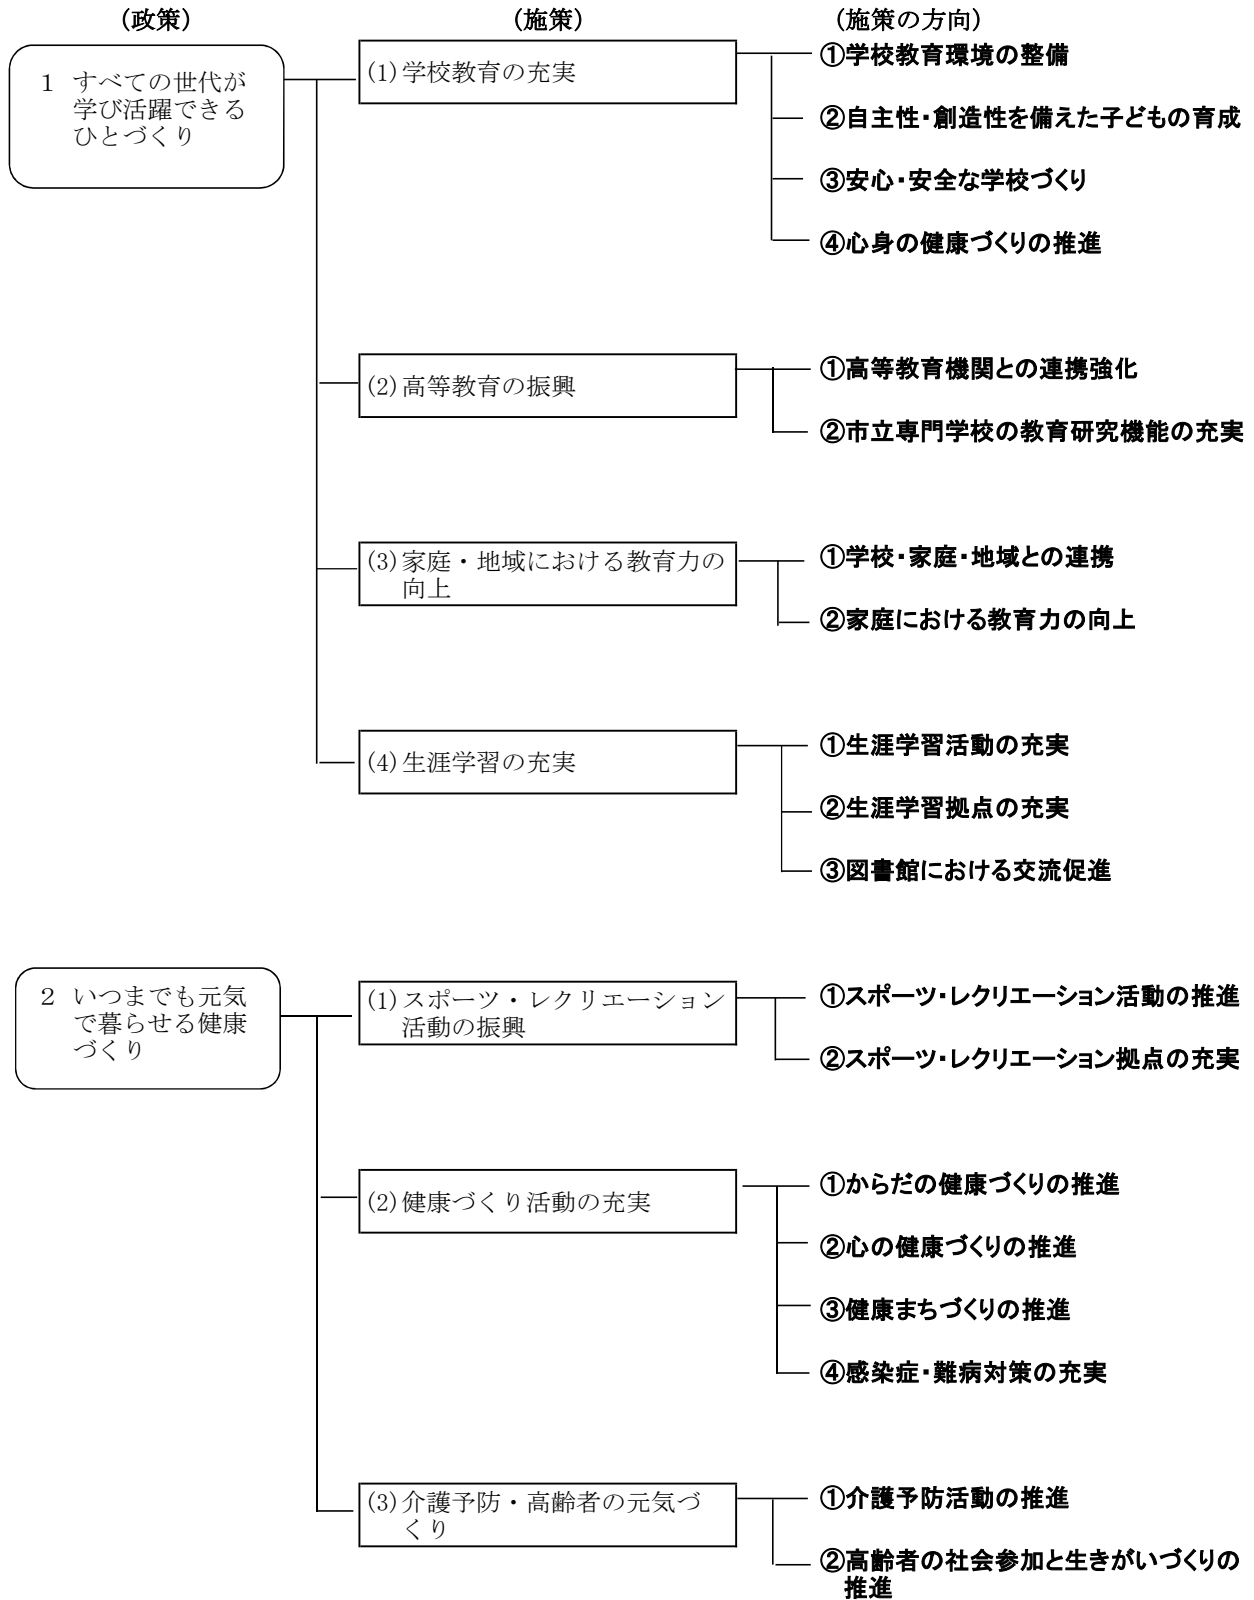 (政策)
(施策)
(施策の方向)
1 すべての世代が
学び活躍できる
ひとづくり
(1)学校教育の充実
①学校教育環境の整備
②自主性・創造性を備えた子どもの育成
③安心・安全な学校づくり
④心身の健康づくりの推進
(2)高等教育の振興
①高等教育機関との連携強化
②市立専門学校の教育研究機能の充実
(3)家庭・地域における教育力の
向上
①学校・家庭・地域との連携
②家庭における教育力の向上
(4)生涯学習の充実
①生涯学習活動の充実
②生涯学習拠点の充実
③図書館における交流促進
2 いつまでも元気
で暮らせる健康
づくり
(1)スポーツ・レクリエーション
活動の振興
①スポーツ・レクリエーション活動の推進
②スポーツ・レクリエーション拠点の充実
(2)健康づくり活動の充実
①からだの健康づくりの推進
②心の健康づくりの推進
③健康まちづくりの推進
④感染症・難病対策の充実
(3)介護予防・高齢者の元気づ
くり
①介護予防活動の推進
②高齢者の社会参加と生きがいづくりの
推進